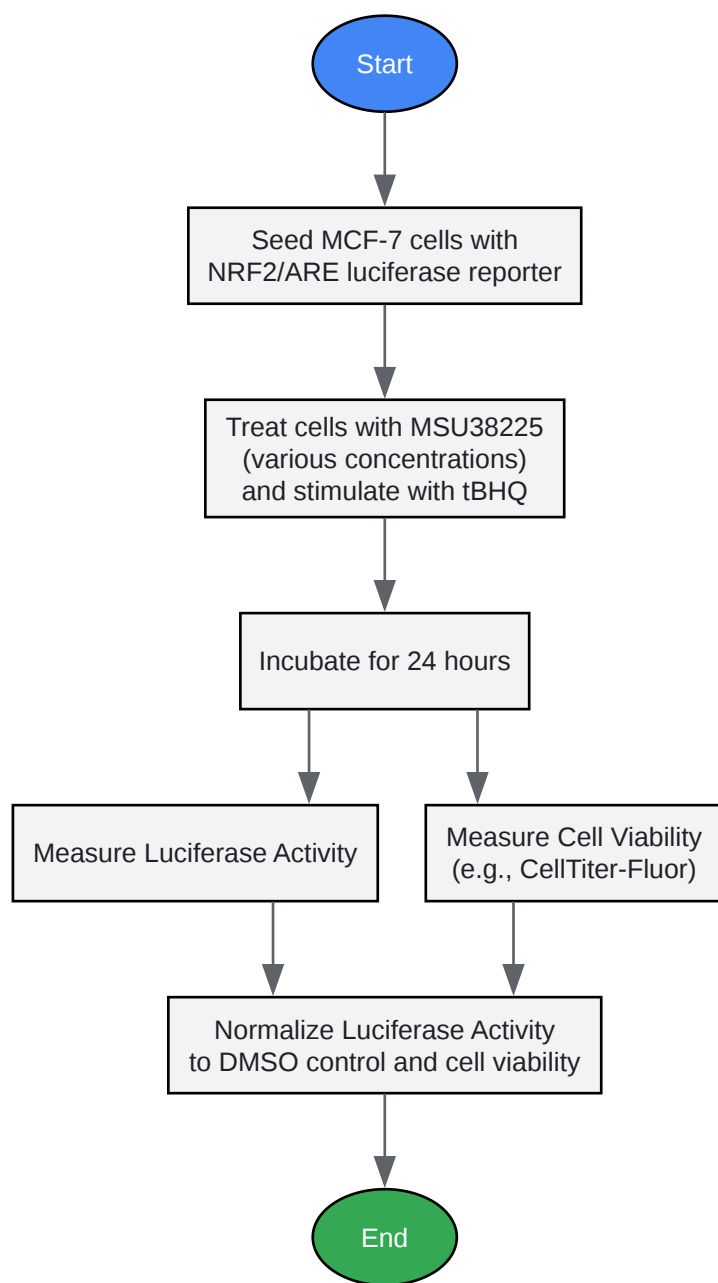 Start
Seed MCF-7 cells with
NRF2/ARE luciferase reporter
Treat cells with MSU38225
(various concentrations)
and stimulate with tBHQ
Incubate for 24 hours
Measure Luciferase Activity
Measure Cell Viability
(e.g., CellTiter-Fluor)
Normalize Luciferase Activity
to DMSO control and cell viability
End